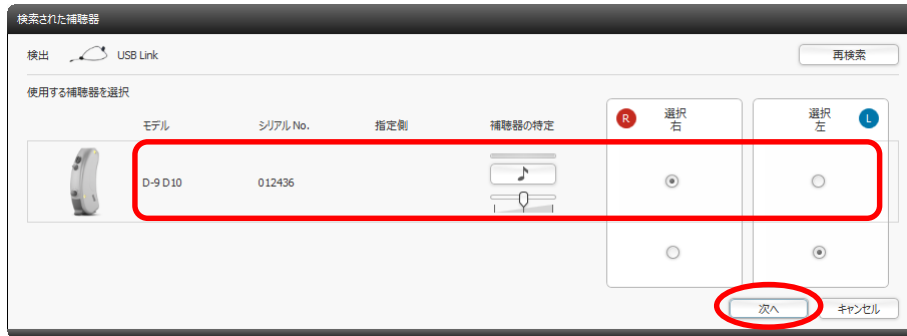 検索された補聴器
検出 USB Link 再検索
使用する補聴器を選択
モデル シリアル No. 指定側 補聴器の特定 R 選択 右 選択 左 L
D-9 D10 012436
次へ キャンセル